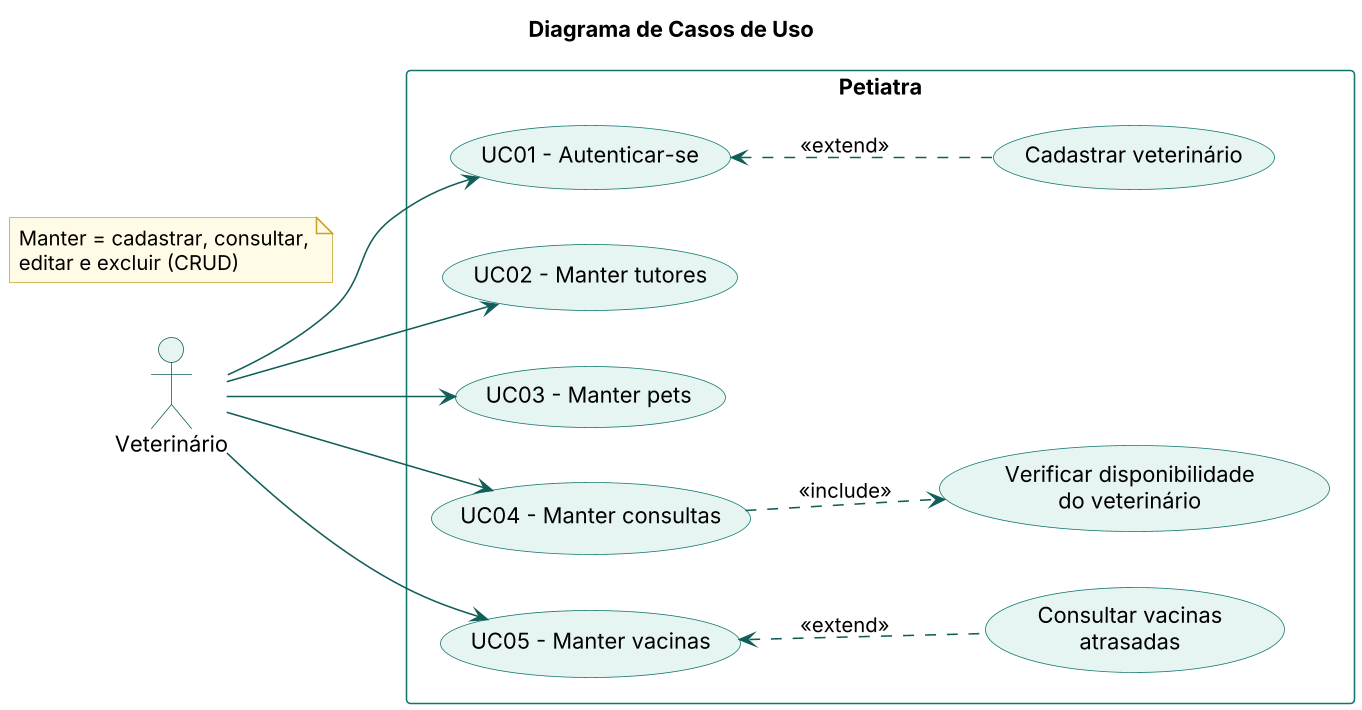 Diagrama de Casos de Uso
Petiatra
UC01 - Autenticar-se
«extend»
Cadastrar veterinário
Manter = cadastrar, consultar,
editar e excluir (CRUD)
UC02 - Manter tutores
UC03 - Manter pets
Veterinário
UC04 - Manter consultas
«include»
Verificar disponibilidade
do veterinário
UC05 - Manter vacinas
«extend»
Consultar vacinas
atrasadas